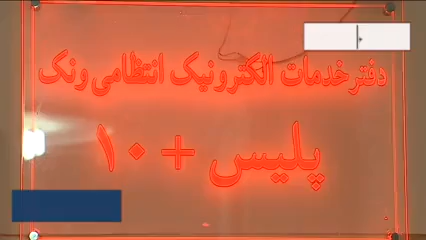 دفتر خدمات الکترونیک انتظامی ونک
پلیس + ۱۰